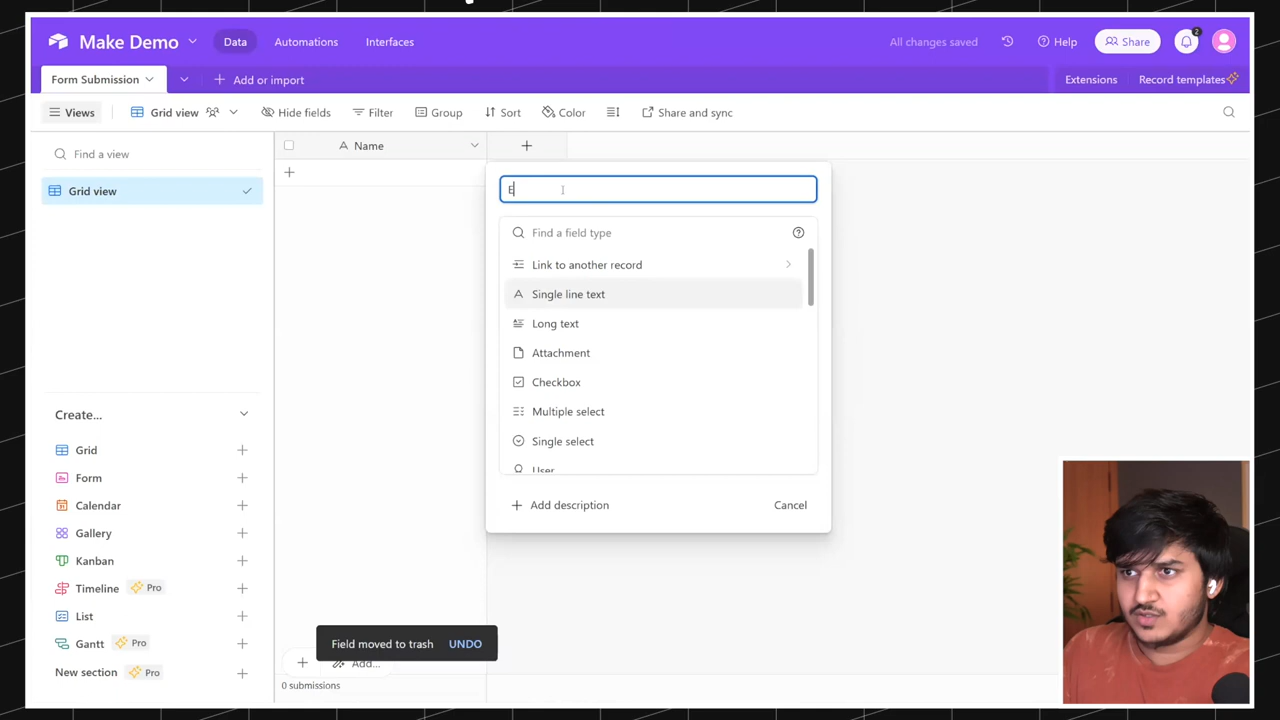 Make Demo
Data
Automations
Interfaces
All changes saved
Help
Share
2
Form Submission
Add or import
Extensions
Record templates
Views
Grid view
Hide fields
Filter
Group
Sort
Color
Share and sync
Find a view
Name
Grid view
E
Find a field type
Link to another record
Single line text
Long text
Attachment
Checkbox
Multiple select
Single select
User
Add description
Cancel
Create...
Grid
Form
Calendar
Gallery
Kanban
Timeline
Pro
List
Gantt
Pro
New section
Pro
Field moved to trash
UNDO
Add...
0 submissions